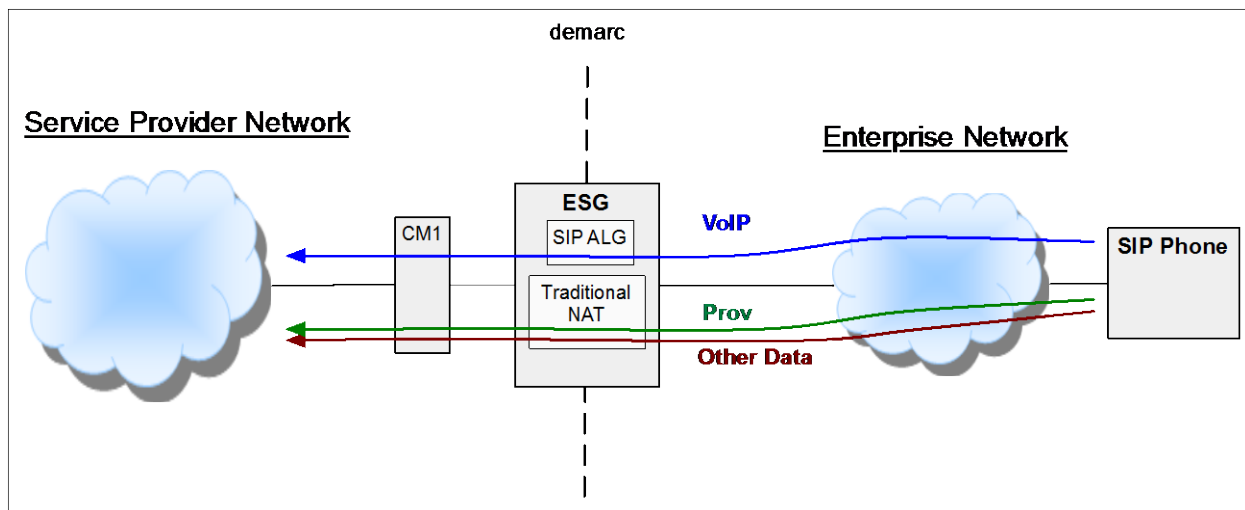 demarc
Service Provider Network
Enterprise Network
ESG
CM1
SIP ALG
VoIP
SIP Phone
Traditional
NAT
Prov
Other Data